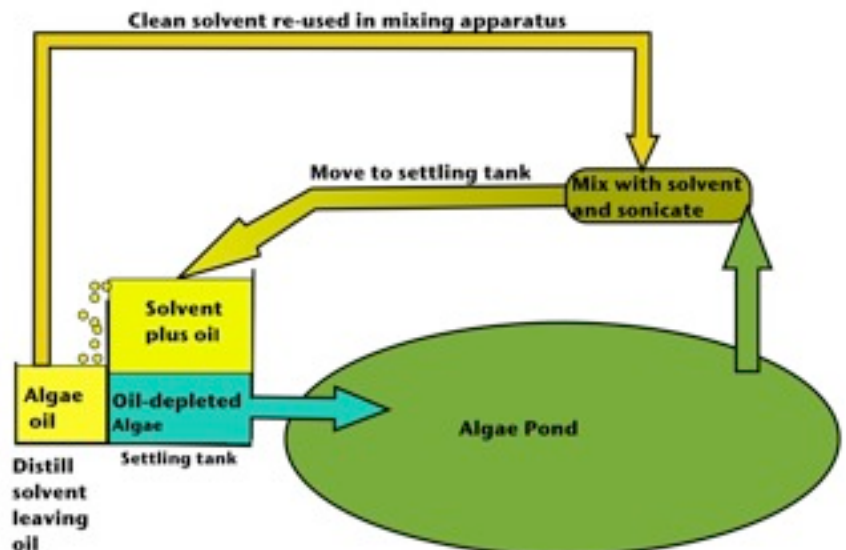 Clean solvent re-used in mixing apparatus
Move to settling tank
Mix with solvent
and sonicate
Solvent
plus oil
Algae
oil
Oil-depleted
Algae
Algae Pond
Settling tank
Distill
solvent
leaving
oil